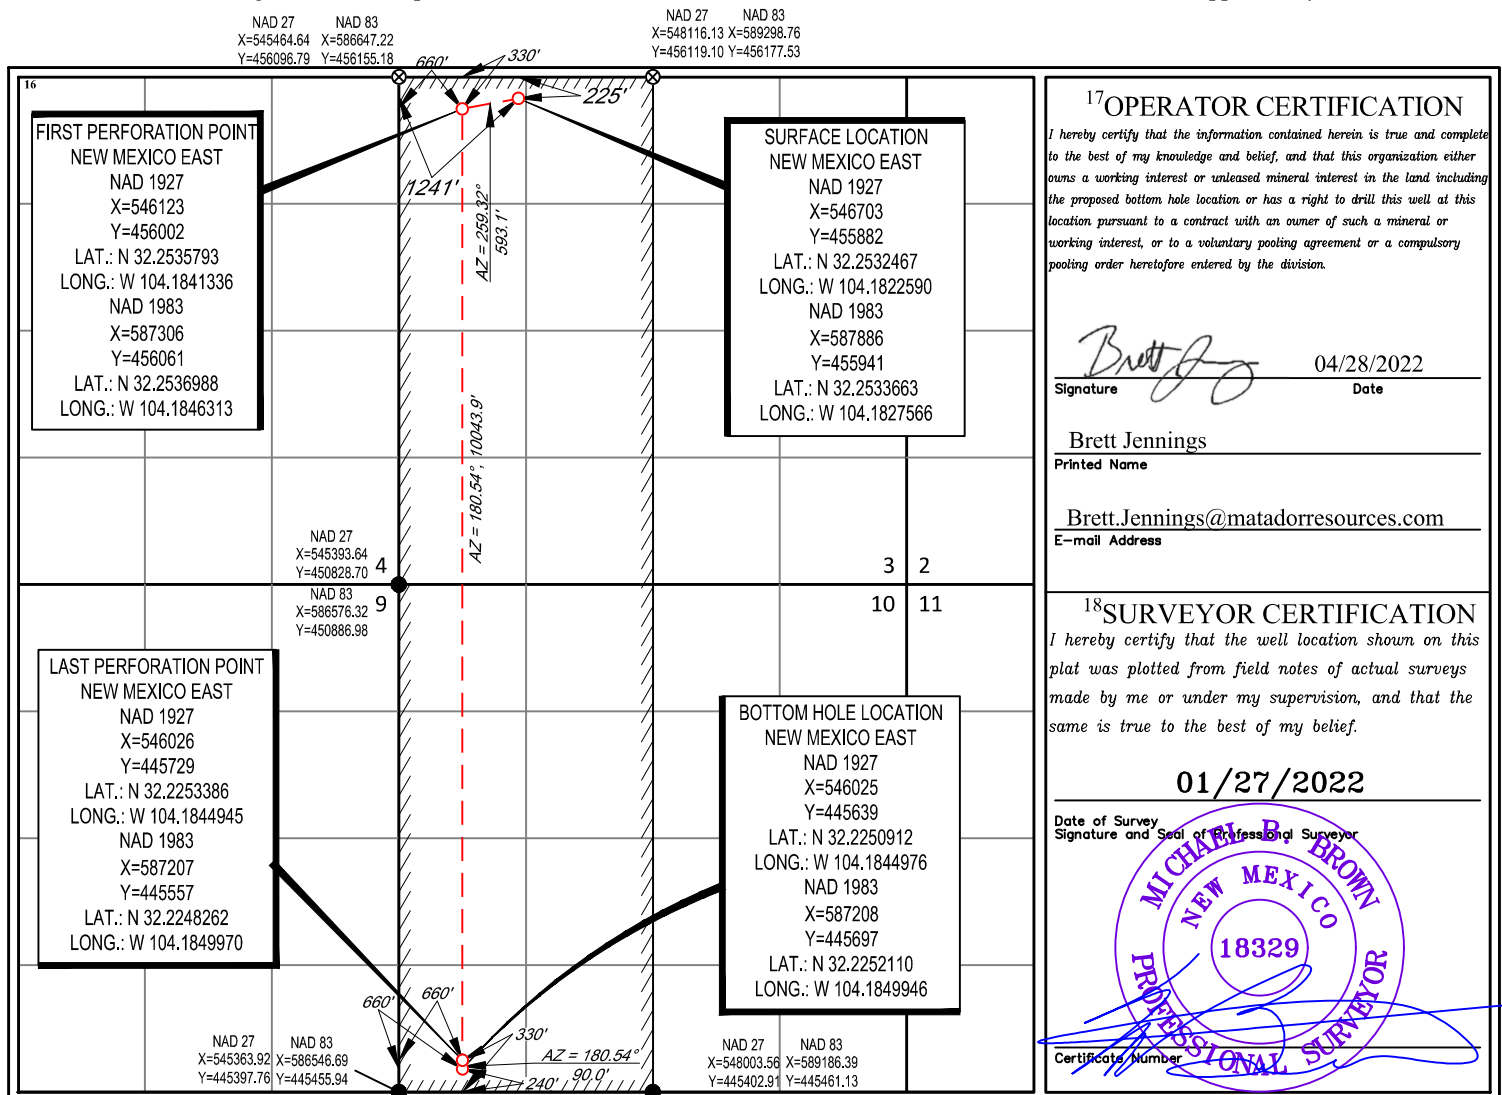 NAD 27 NAD 83
X=545464.64 X=586647.22
Y=456096.79 Y=456155.18
NAD 27 NAD 83
X=548116.13 X=589298.76
Y=456119.10 Y=456177.53
16
660'
330'
225'
1241'
AZ = 259.32°
593.1'
FIRST PERFORATION POINT
NEW MEXICO EAST
NAD 1927
X=546123
Y=456002
LAT.: N 32.2535793
LONG.: W 104.1841336
NAD 1983
X=587306
Y=456061
LAT.: N 32.2536988
LONG.: W 104.1846313
SURFACE LOCATION
NEW MEXICO EAST
NAD 1927
X=546703
Y=455882
LAT.: N 32.2532467
LONG.: W 104.1822590
NAD 1983
X=587886
Y=455941
LAT.: N 32.2533663
LONG.: W 104.1827566
AZ = 180.54°, 10043.9'
NAD 27
X=545393.64
Y=450828.70
NAD 83
X=586576.32
Y=450886.98
4
9
3 2
10 11
LAST PERFORATION POINT
NEW MEXICO EAST
NAD 1927
X=546026
Y=445729
LAT.: N 32.2253386
LONG.: W 104.1844945
NAD 1983
X=587207
Y=445557
LAT.: N 32.2248262
LONG.: W 104.1849970
BOTTOM HOLE LOCATION
NEW MEXICO EAST
NAD 1927
X=546025
Y=445639
LAT.: N 32.2250912
LONG.: W 104.1844976
NAD 1983
X=587208
Y=445697
LAT.: N 32.2252110
LONG.: W 104.1849946
660'
660'
330'
AZ = 180.54°
90.0'
240'
NAD 27 NAD 83
X=545363.92 X=586546.69
Y=445397.76 Y=445455.94
NAD 27 NAD 83
X=548003.56 X=589186.39
Y=445402.91 Y=445461.13
17 OPERATOR CERTIFICATION
I hereby certify that the information contained herein is true and complete
to the best of my knowledge and belief, and that this organization either
owns a working interest or unleased mineral interest in the land including
the proposed bottom hole location or has a right to drill this well at this
location pursuant to a contract with an owner of such a mineral or
working interest, or to a voluntary pooling agreement or a compulsory
pooling order heretofore entered by the division.
04/28/2022
Signature Date
Brett Jennings
Printed Name
Brett.Jennings@matadorresources.com
E-mail Address
18 SURVEYOR CERTIFICATION
I hereby certify that the well location shown on this
plat was plotted from field notes of actual surveys
made by me or under my supervision, and that the
same is true to the best of my belief.
01/27/2022
Date of Survey
Signature and Seal of Professional Surveyor
MICHAEL B. BROWN
NEW MEXICO
18329
PROFESSIONAL SURVEYOR
Certificate Number